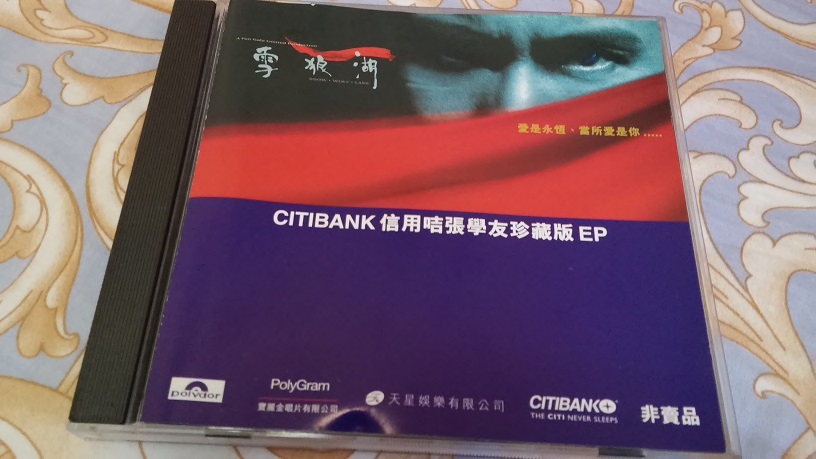 A Fun Gate Limited Production
雪狼湖
SNOW • WOLF • LAKE
愛是永恆、當所愛是你.....
CITIBANK 信用咭張學友珍藏版 EP
polydor
PolyGram
寶麗金唱片有限公司
天星娛樂有限公司
CITIBANK
THE CITI NEVER SLEEPS
非賣品